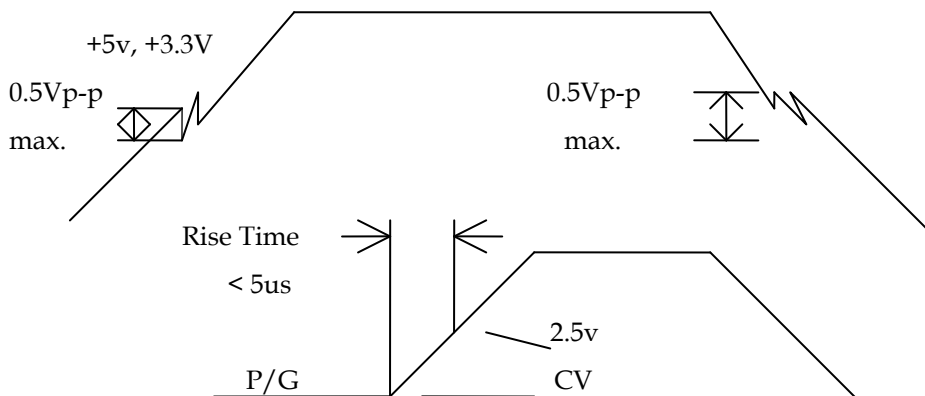 +5v, +3.3V
0.5Vp-p
max.
0.5Vp-p
max.
Rise Time
< 5us
2.5v
P/G
CV